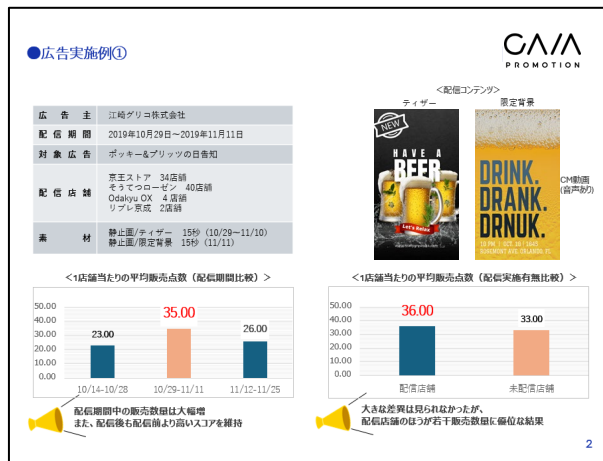 ●広告実施例①
GAIA
PROMOTION
広告主 江崎グリコ株式会社
配信期間 2019年10月29日~2019年11月11日
対象広告 ポッキー&プリッツの日告知
配信店舗
京王ストア 34店舗
そうてつローゼン 40店舗
Odakyu OX 4店舗
リブレ京成 2店舗
素材
静止画/ティザー 15秒 (10/29~11/10)
静止画/限定背景 15秒 (11/11)
<配信コンテンツ>
ティザー
限定背景
NEW
HAVE A
BEER
Let's Relax
DRINK.
DRANK.
DRNUK.
CM動画
(音声あり)
<1店舗当たりの平均販売点数(配信期間比較)>
50.00
40.00
30.00
20.00
10.00
0.00
23.00
35.00
26.00
10/14-10/28
10/29-11/11
11/12-11/25
配信期間中の販売数量は大幅増
また、配信後も配信前より高いスコアを維持
<1店舗当たりの平均販売点数(配信実施有無比較)>
50.00
40.00
30.00
20.00
10.00
0.00
36.00
33.00
配信店舗
未配信店舗
大きな差異は見られなかったが、
配信店舗のほうが若干販売数量に優位な結果
2